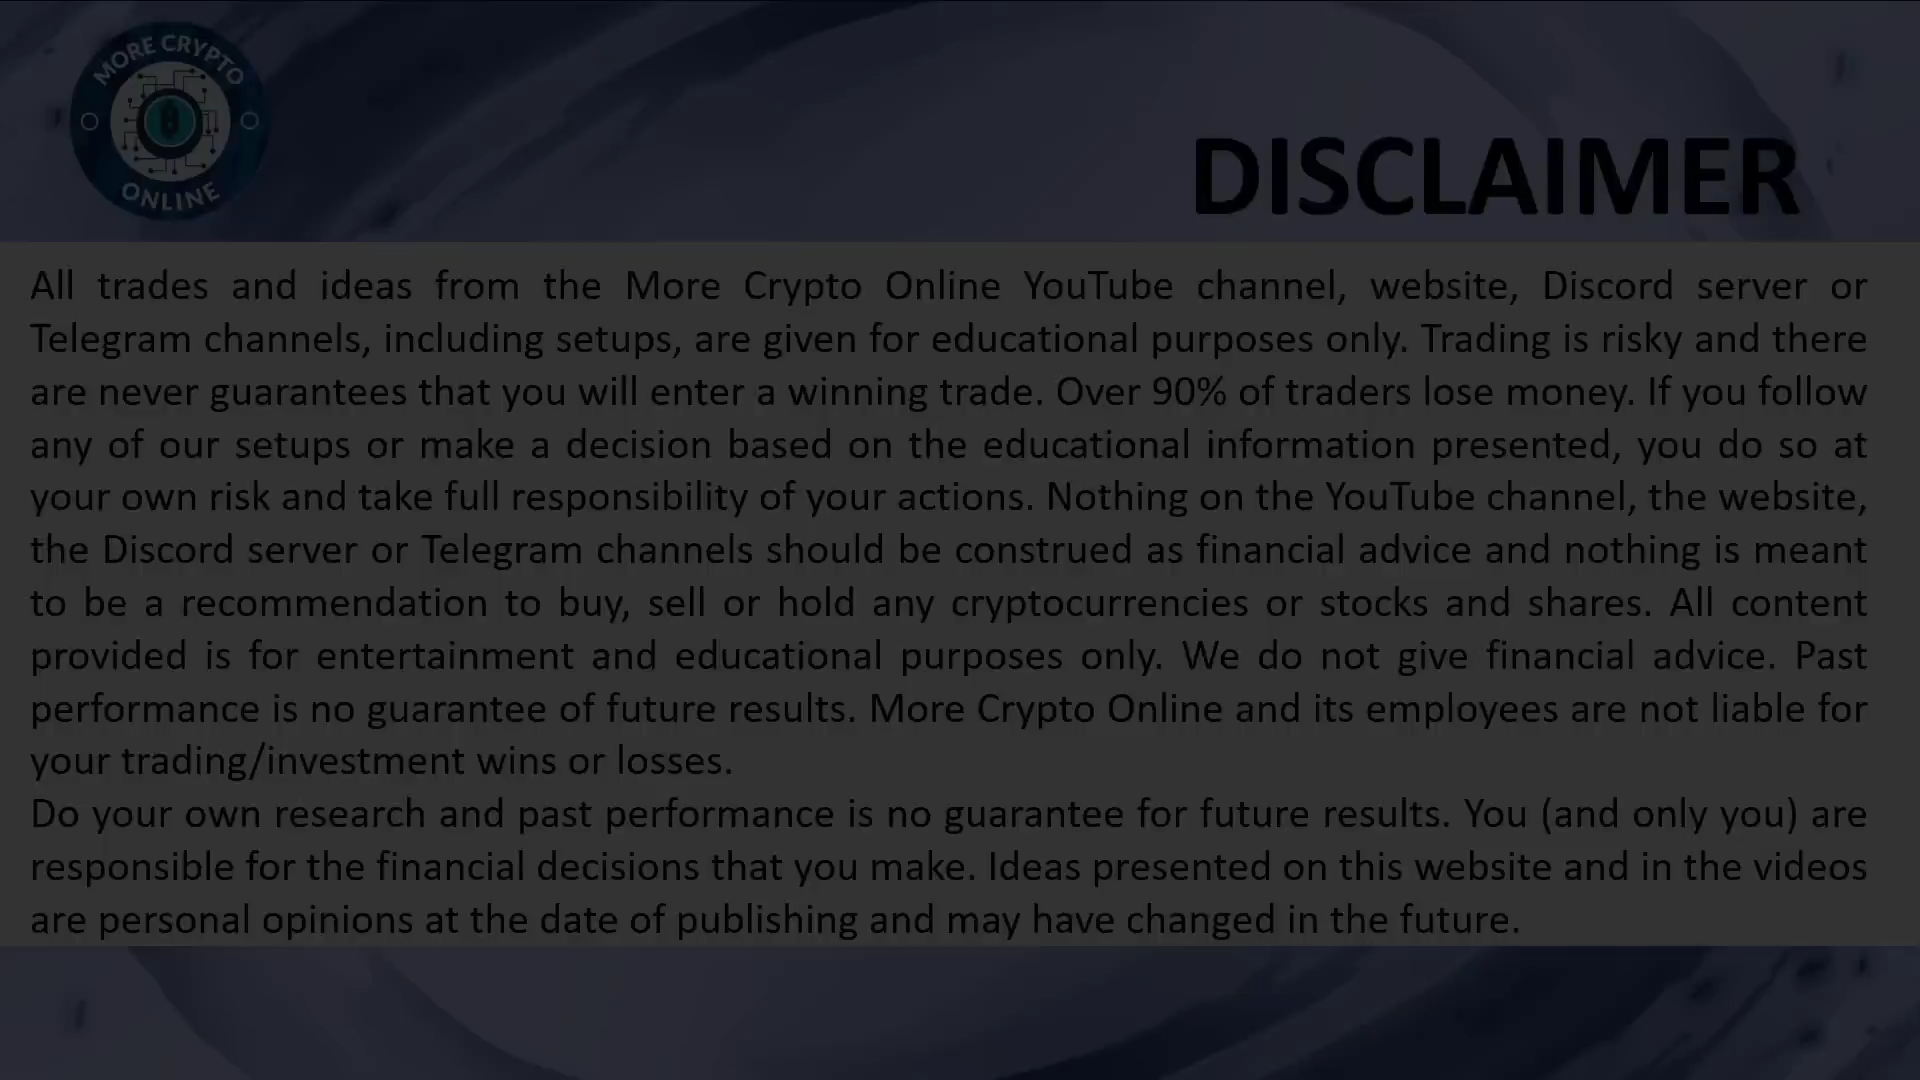 MORE CRYPTO
ONLINE
DISCLAIMER
All trades and ideas from the More Crypto Online YouTube channel, website, Discord server or
Telegram channels, including setups, are given for educational purposes only. Trading is risky and there
are never guarantees that you will enter a winning trade. Over 90% of traders lose money. If you follow
any of our setups or make a decision based on the educational information presented, you do so at
your own risk and take full responsibility of your actions. Nothing on the YouTube channel, the website,
the Discord server or Telegram channels should be construed as financial advice and nothing is meant
to be a recommendation to buy, sell or hold any cryptocurrencies or stocks and shares. All content
provided is for entertainment and educational purposes only. We do not give financial advice. Past
performance is no guarantee of future results. More Crypto Online and its employees are not liable for
your trading/investment wins or losses.
Do your own research and past performance is no guarantee for future results. You (and only you) are
responsible for the financial decisions that you make. Ideas presented on this website and in the videos
are personal opinions at the date of publishing and may have changed in the future.